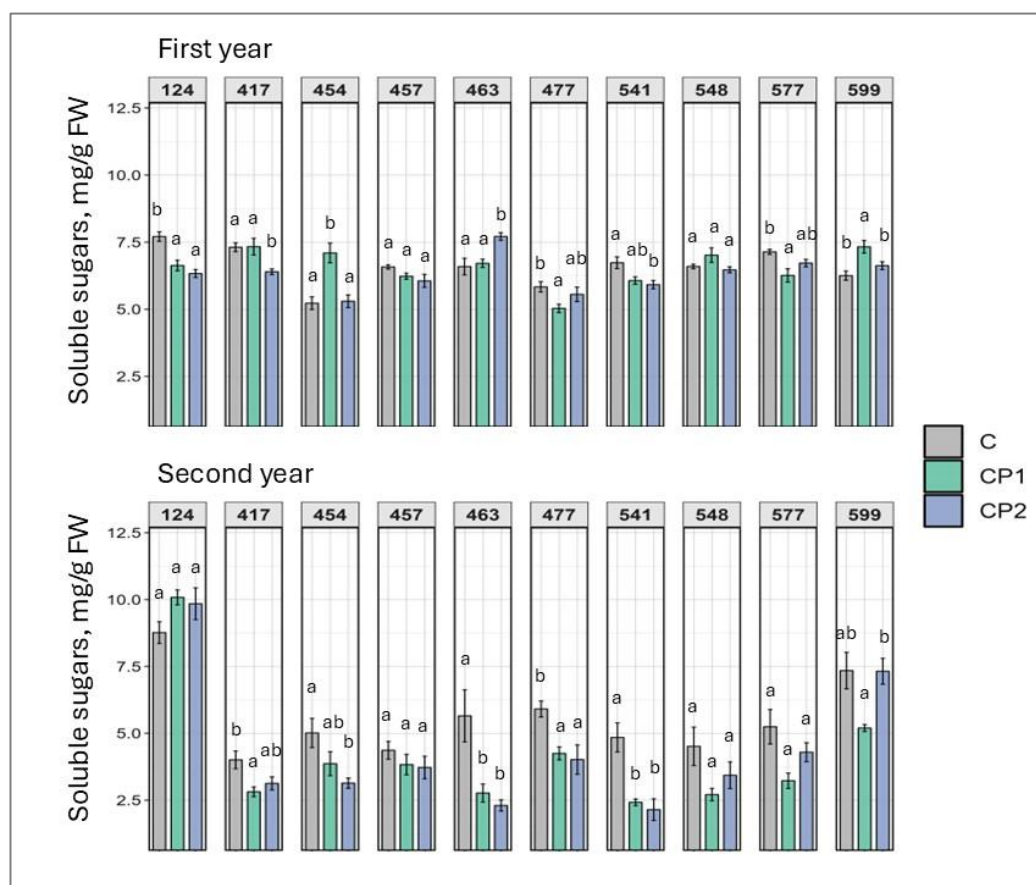 First year
124 417 454 457 463 477 541 548 577 599
Soluble sugars, mg/g FW
12.5
10.0
7.5
5.0
2.5
b a a
a a b
a b a
a a a
a a b
b a ab
a ab b
a a a
b a ab
b a b
C
CP1
CP2
Second year
124 417 454 457 463 477 541 548 577 599
Soluble sugars, mg/g FW
12.5
10.0
7.5
5.0
2.5
a a a
b a ab
a ab b
a a a
a b b
b a a
a b b
a a a
a a a
ab a b